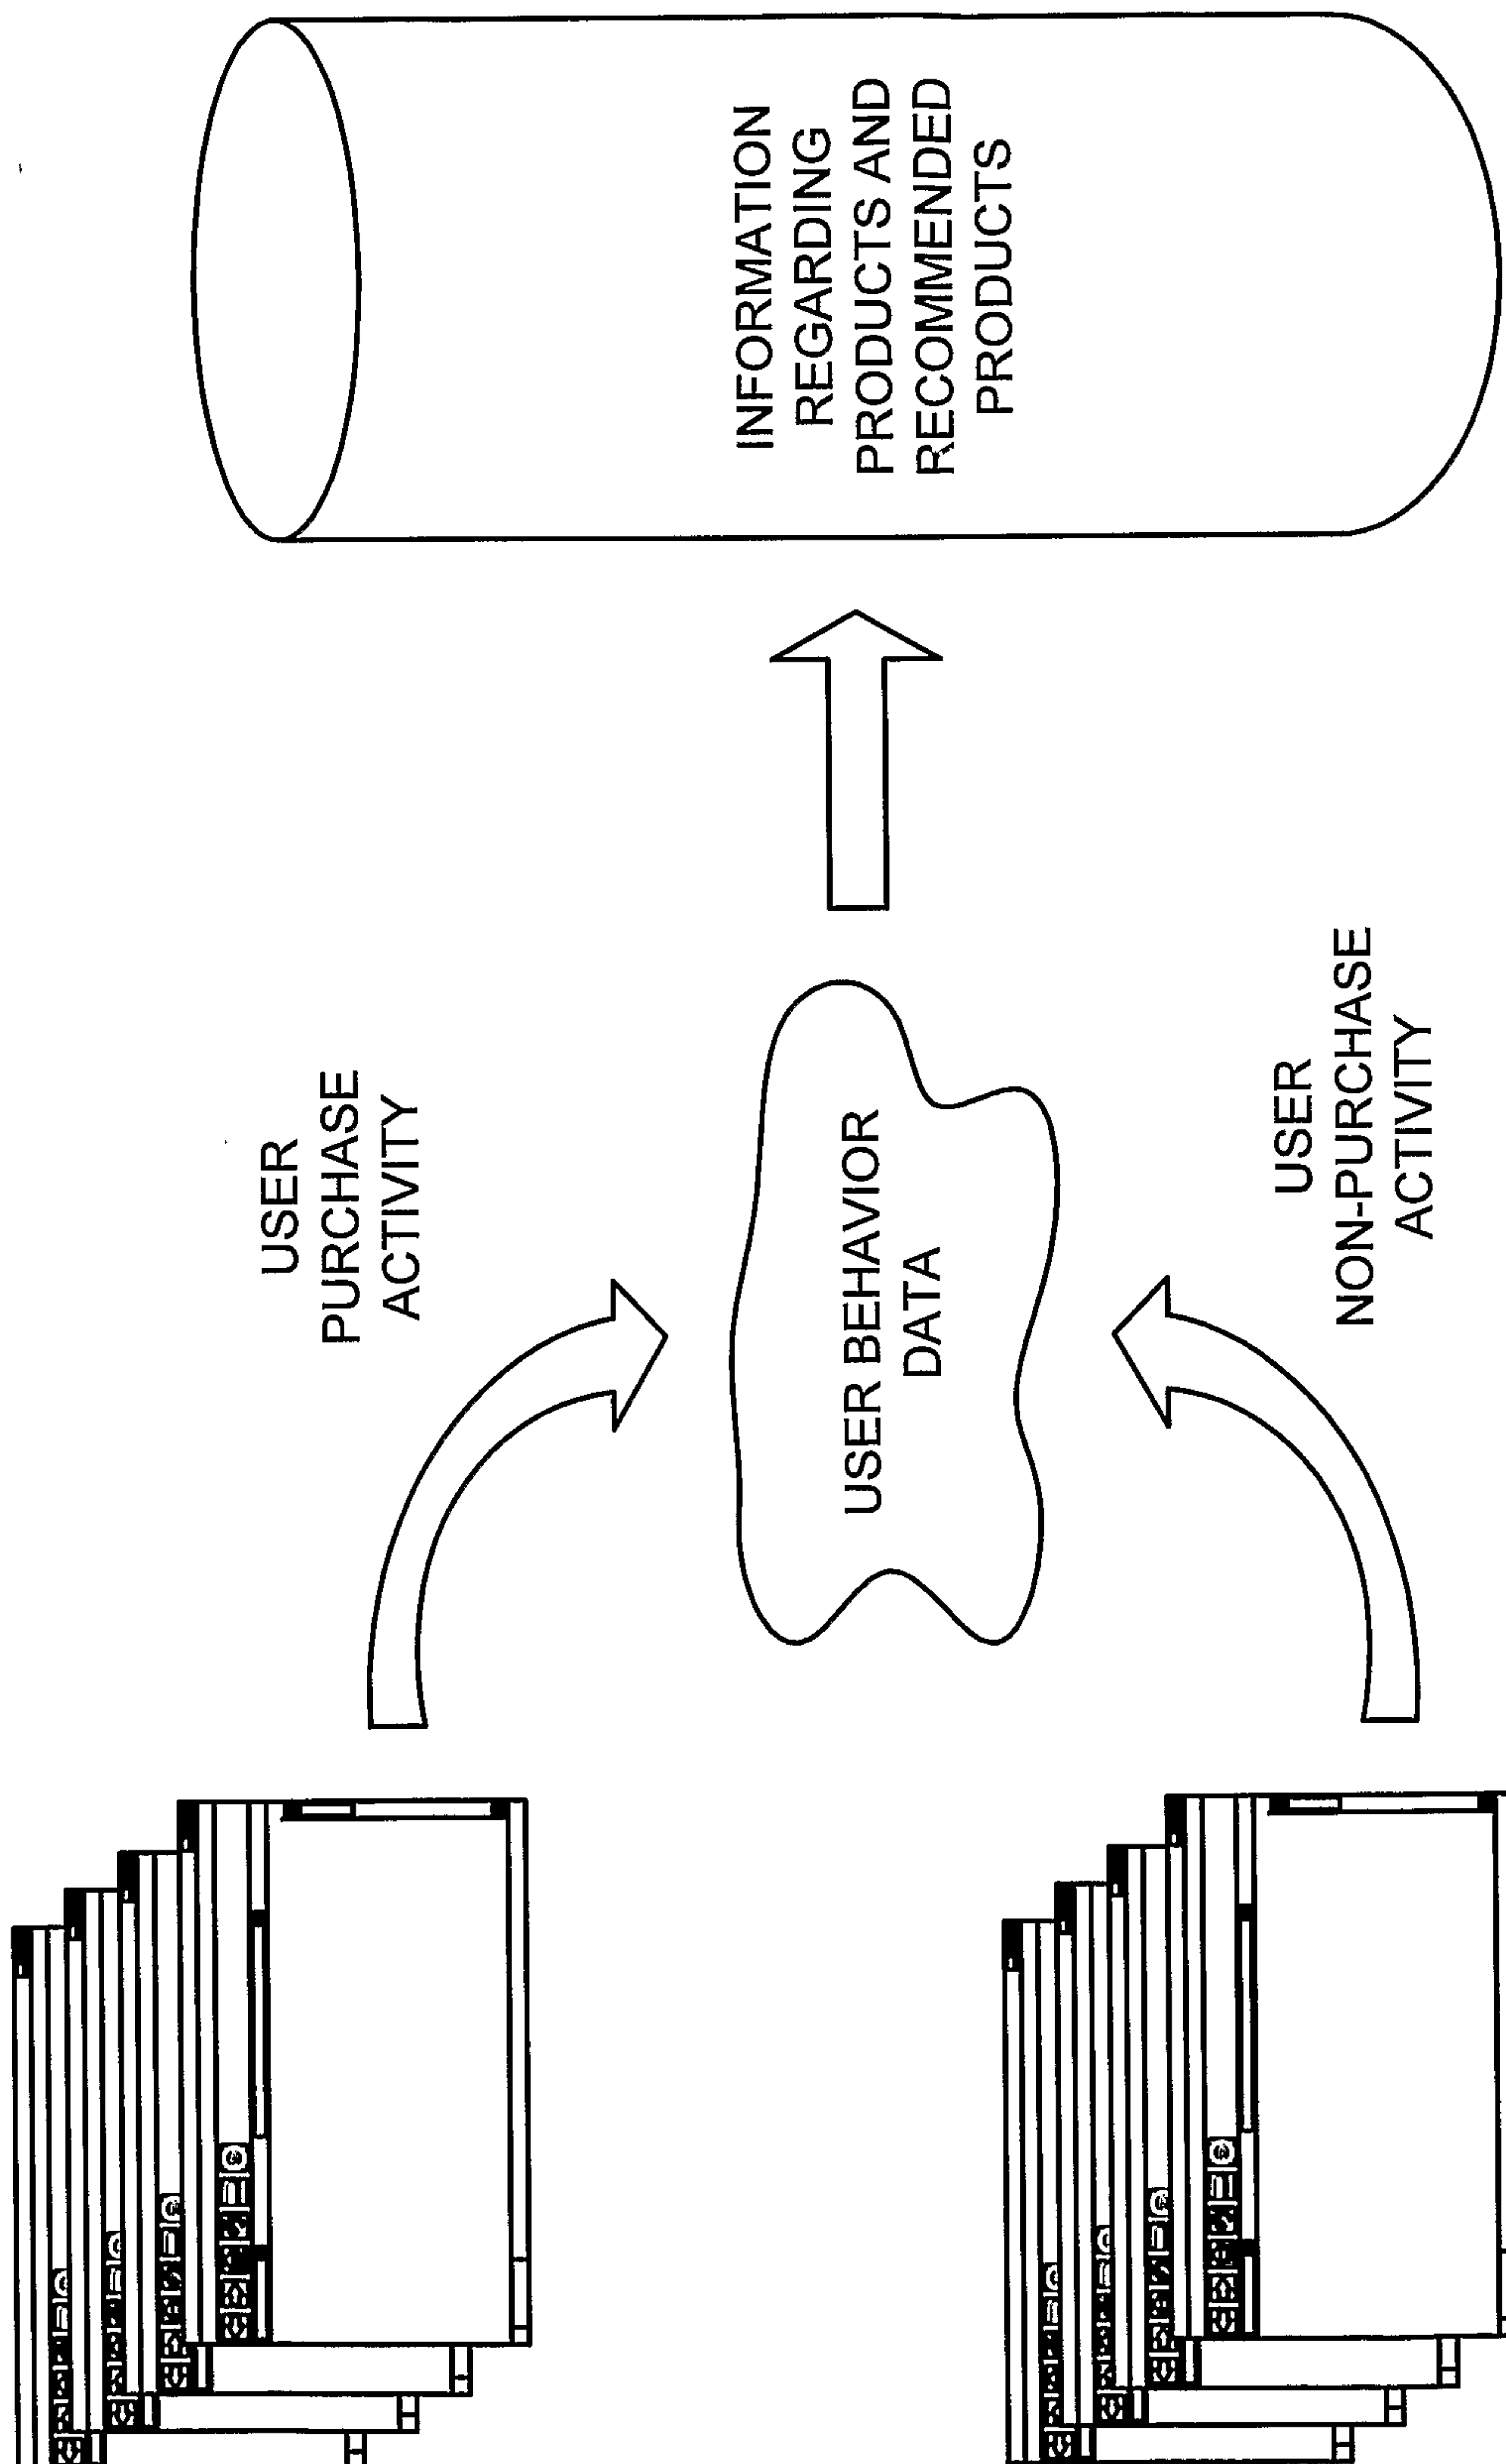 USER
PURCHASE
ACTIVITY
USER BEHAVIOR
DATA
USER
NON-PURCHASE
ACTIVITY
INFORMATION
REGARDING
PRODUCTS AND
RECOMMENDED
PRODUCTS